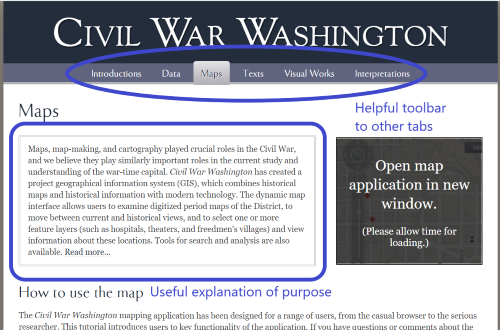 CIVIL WAR WASHINGTON
Introductions Data Maps Texts Visual Works Interpretations
Maps
Helpful toolbar
to other tabs
Maps, map-making, and cartography played crucial roles in the Civil War,
and we believe they play similarly important roles in the current study and
understanding of the war-time capital. Civil War Washington has created a
project geographical information system (GIS), which combines historical
maps and historical information with modern technology. The dynamic map
interface allows users to examine digitized period maps of the District, to
move between current and historical views, and to select one or more
feature layers (such as hospitals, theaters, and freedmen's villages) and view
information about these locations. Tools for search and analysis are also
available. Read more...
Open map
application in new
window.
(Please allow time for
loading.)
How to use the map
Useful explanation of purpose
The Civil War Washington mapping application has been designed for a range of users, from the casual browser to the serious
researcher. This tutorial introduces users to key functionality of the application. If you have questions or comments about the